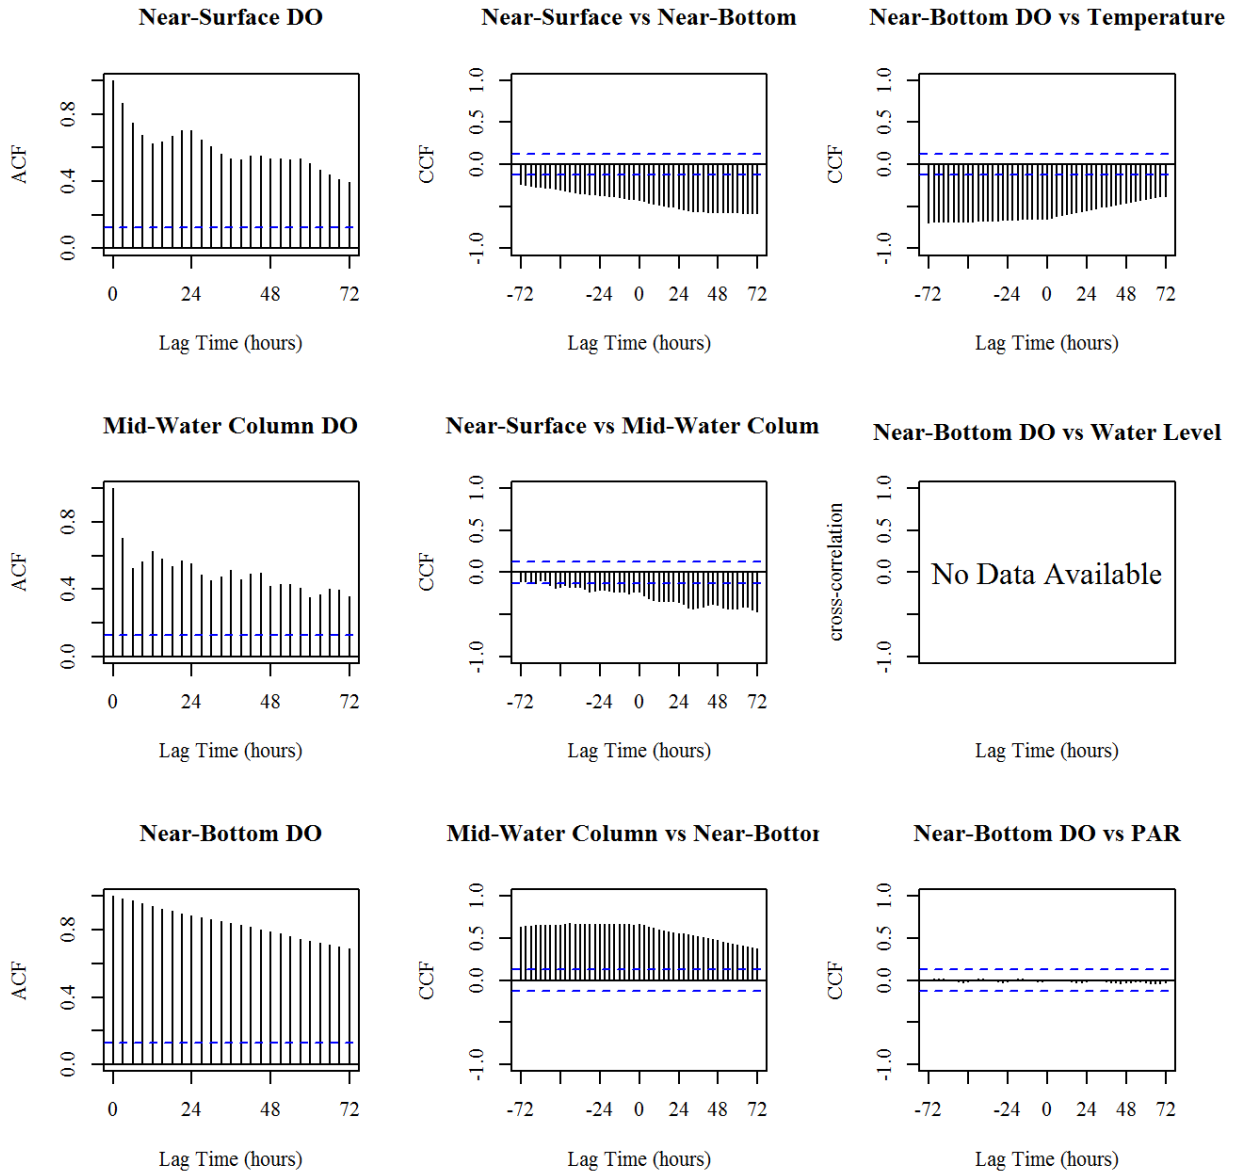 Near-Surface DO
ACF
0.0 0.4 0.8
0 24 48 72
Lag Time (hours)
Near-Surface vs Near-Bottom
CCF
-1.0 0.0 0.5 1.0
-72 -24 0 24 48 72
Lag Time (hours)
Near-Bottom DO vs Temperature
CCF
-1.0 0.0 0.5 1.0
-72 -24 0 24 48 72
Lag Time (hours)
Mid-Water Column DO
ACF
0.0 0.4 0.8
0 24 48 72
Lag Time (hours)
Near-Surface vs Mid-Water Colum
CCF
-1.0 0.0 0.5 1.0
-72 -24 0 24 48 72
Lag Time (hours)
Near-Bottom DO vs Water Level
cross-correlation
-1.0 0.0 0.5 1.0
No Data Available
Lag Time (hours)
Near-Bottom DO
ACF
0.0 0.4 0.8
0 24 48 72
Lag Time (hours)
Mid-Water Column vs Near-Bottor
CCF
-1.0 0.0 0.5 1.0
-72 -24 0 24 48 72
Lag Time (hours)
Near-Bottom DO vs PAR
CCF
-1.0 0.0 0.5 1.0
-72 -24 0 24 48 72
Lag Time (hours)